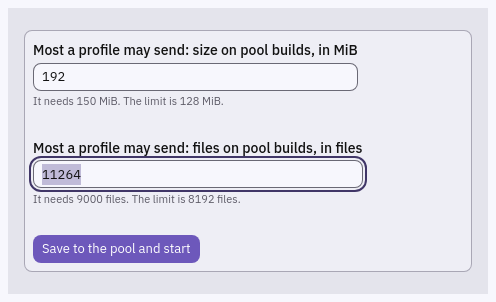 Most a profile may send: size on pool builds, in MiB
192
It needs 150 MiB. The limit is 128 MiB.
Most a profile may send: files on pool builds, in files
11264
It needs 9000 files. The limit is 8192 files.
Save to the pool and start